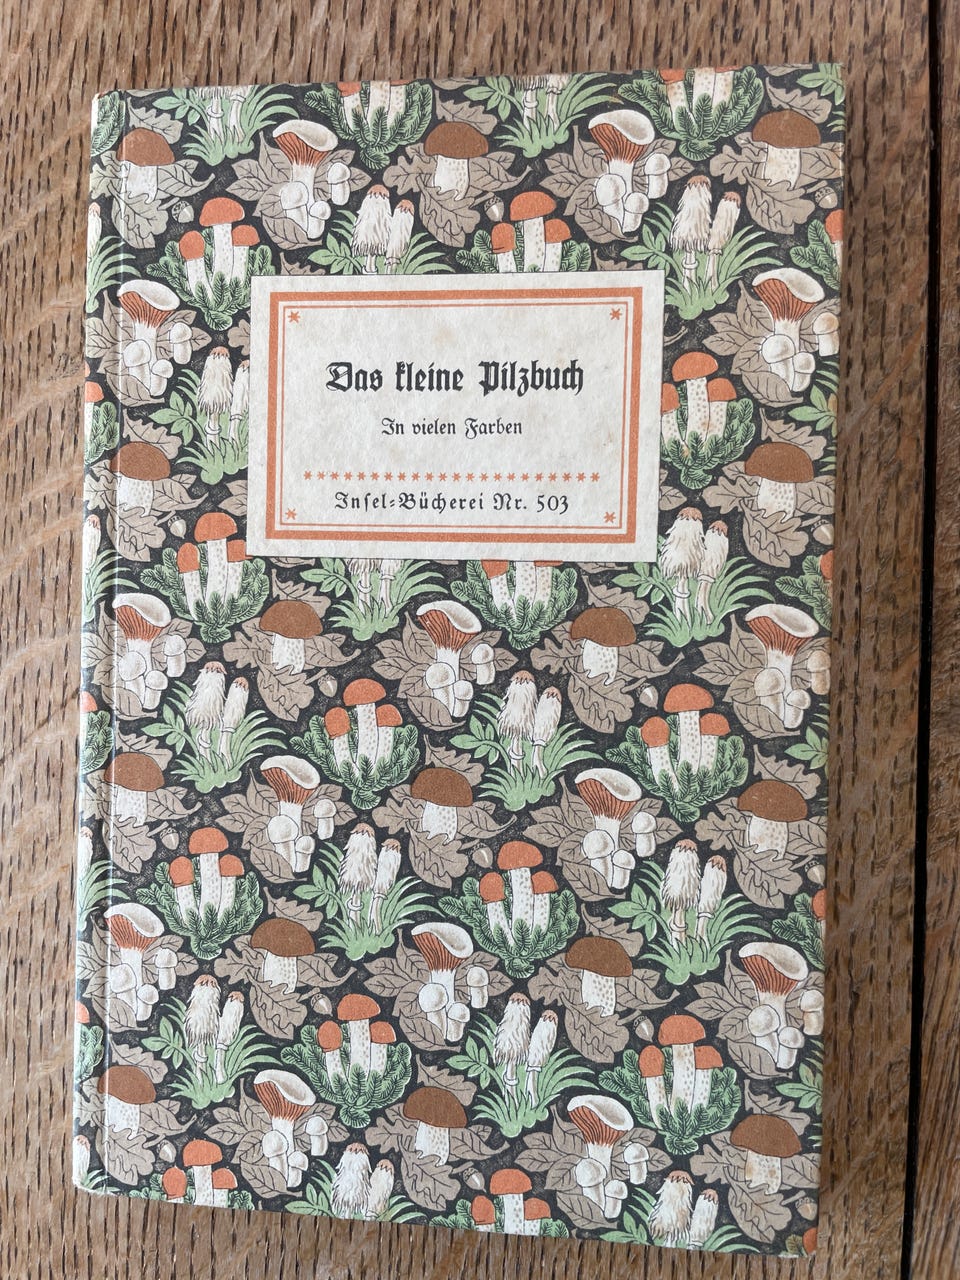 Das kleine Pilzbuch
In vielen Farben
Insel-Bücherei Nr. 503